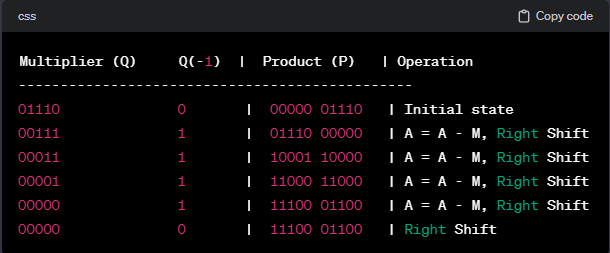 css Copy code
Multiplier (Q) Q(-1) | Product (P) | Operation
------------------------------------------------
01110 0 | 00000 01110 | Initial state
00111 1 | 01110 00000 | A = A - M, Right Shift
00011 1 | 10001 10000 | A = A - M, Right Shift
00001 1 | 11000 11000 | A = A - M, Right Shift
00000 1 | 11100 01100 | A = A - M, Right Shift
00000 0 | 11100 01100 | Right Shift